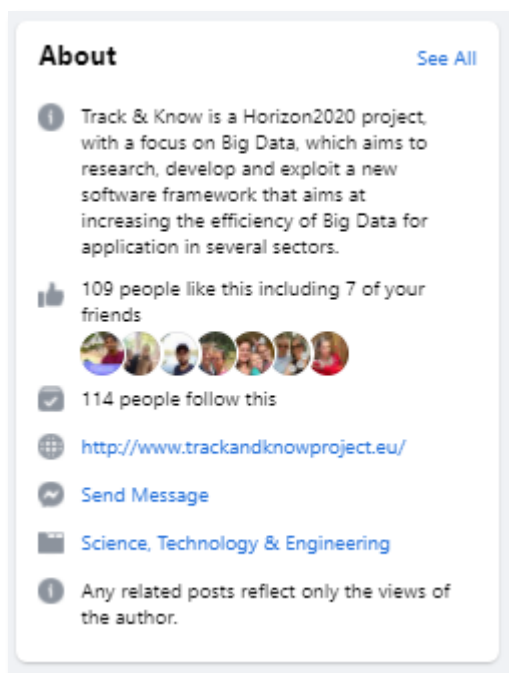 About
See All
Track & Know is a Horizon2020 project,
with a focus on Big Data, which aims to
research, develop and exploit a new
software framework that aims at
increasing the efficiency of Big Data for
application in several sectors.
109 people like this including 7 of your
friends
114 people follow this
http://www.trackandknowproject.eu/
Send Message
Science, Technology & Engineering
Any related posts reflect only the views of
the author.